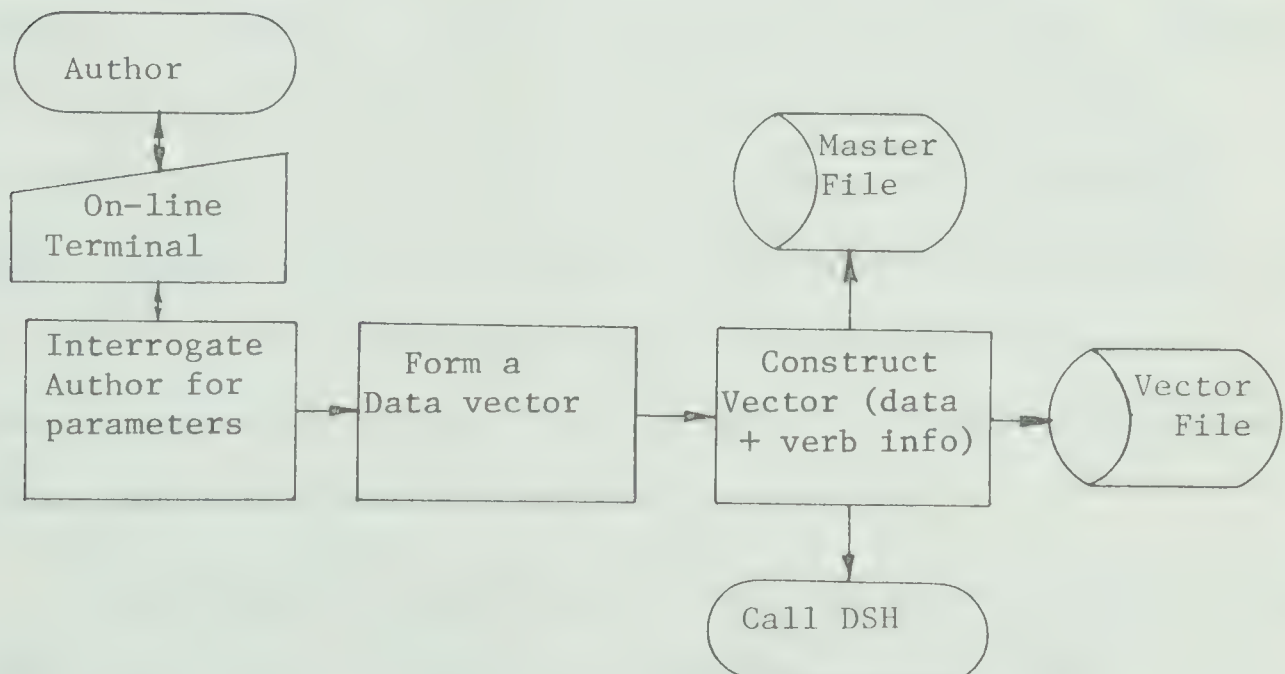 Author
On-line
Terminal
Interrogate
Author for
parameters
Form a
Data vector
Construct
Vector (data
+ verb info)
Master
File
Vector
File
Call DSH